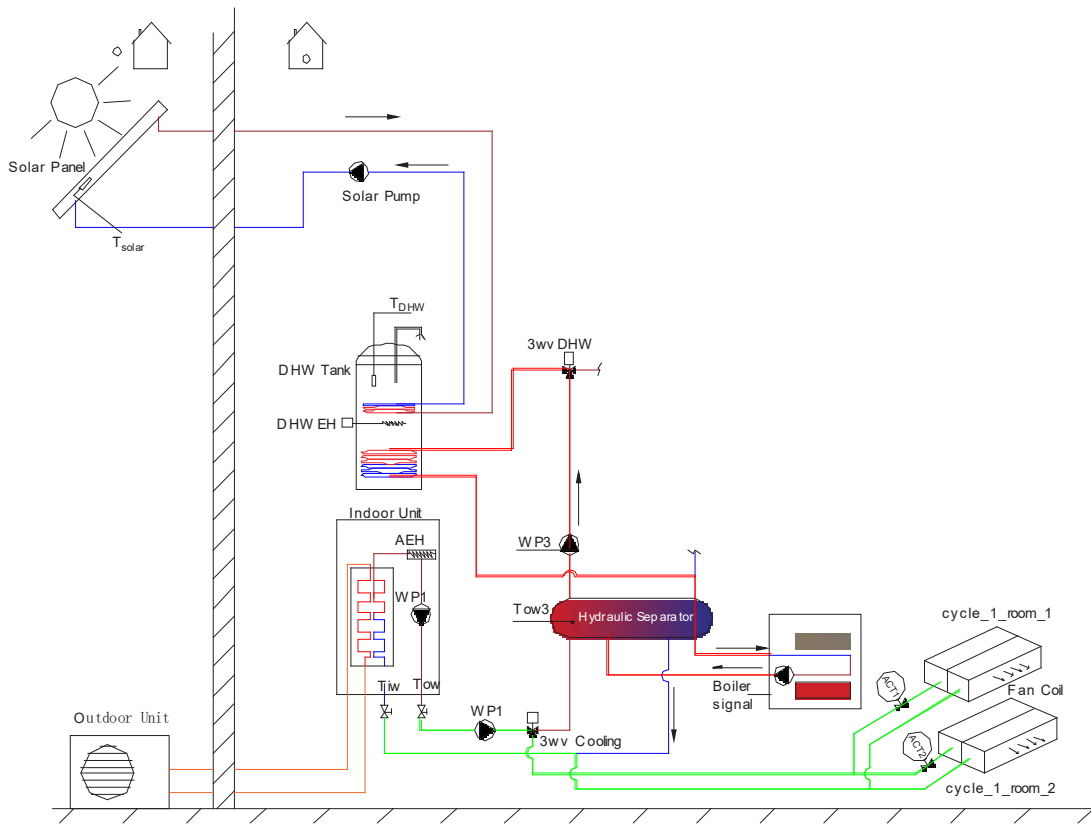 Solar Panel
Solar Pump
Tsolar
TDHW
3wv DHW
DHW Tank
DHW EH
Indoor Unit
AEH
WP3
WP1
Tow3
Hydraulic Separator
cycle_1_room_1
Tiw
Tow
Boiler
signal
ACT1
Fan Coil
Outdoor Unit
WP1
3wv Cooling
ACT2
cycle_1_room_2